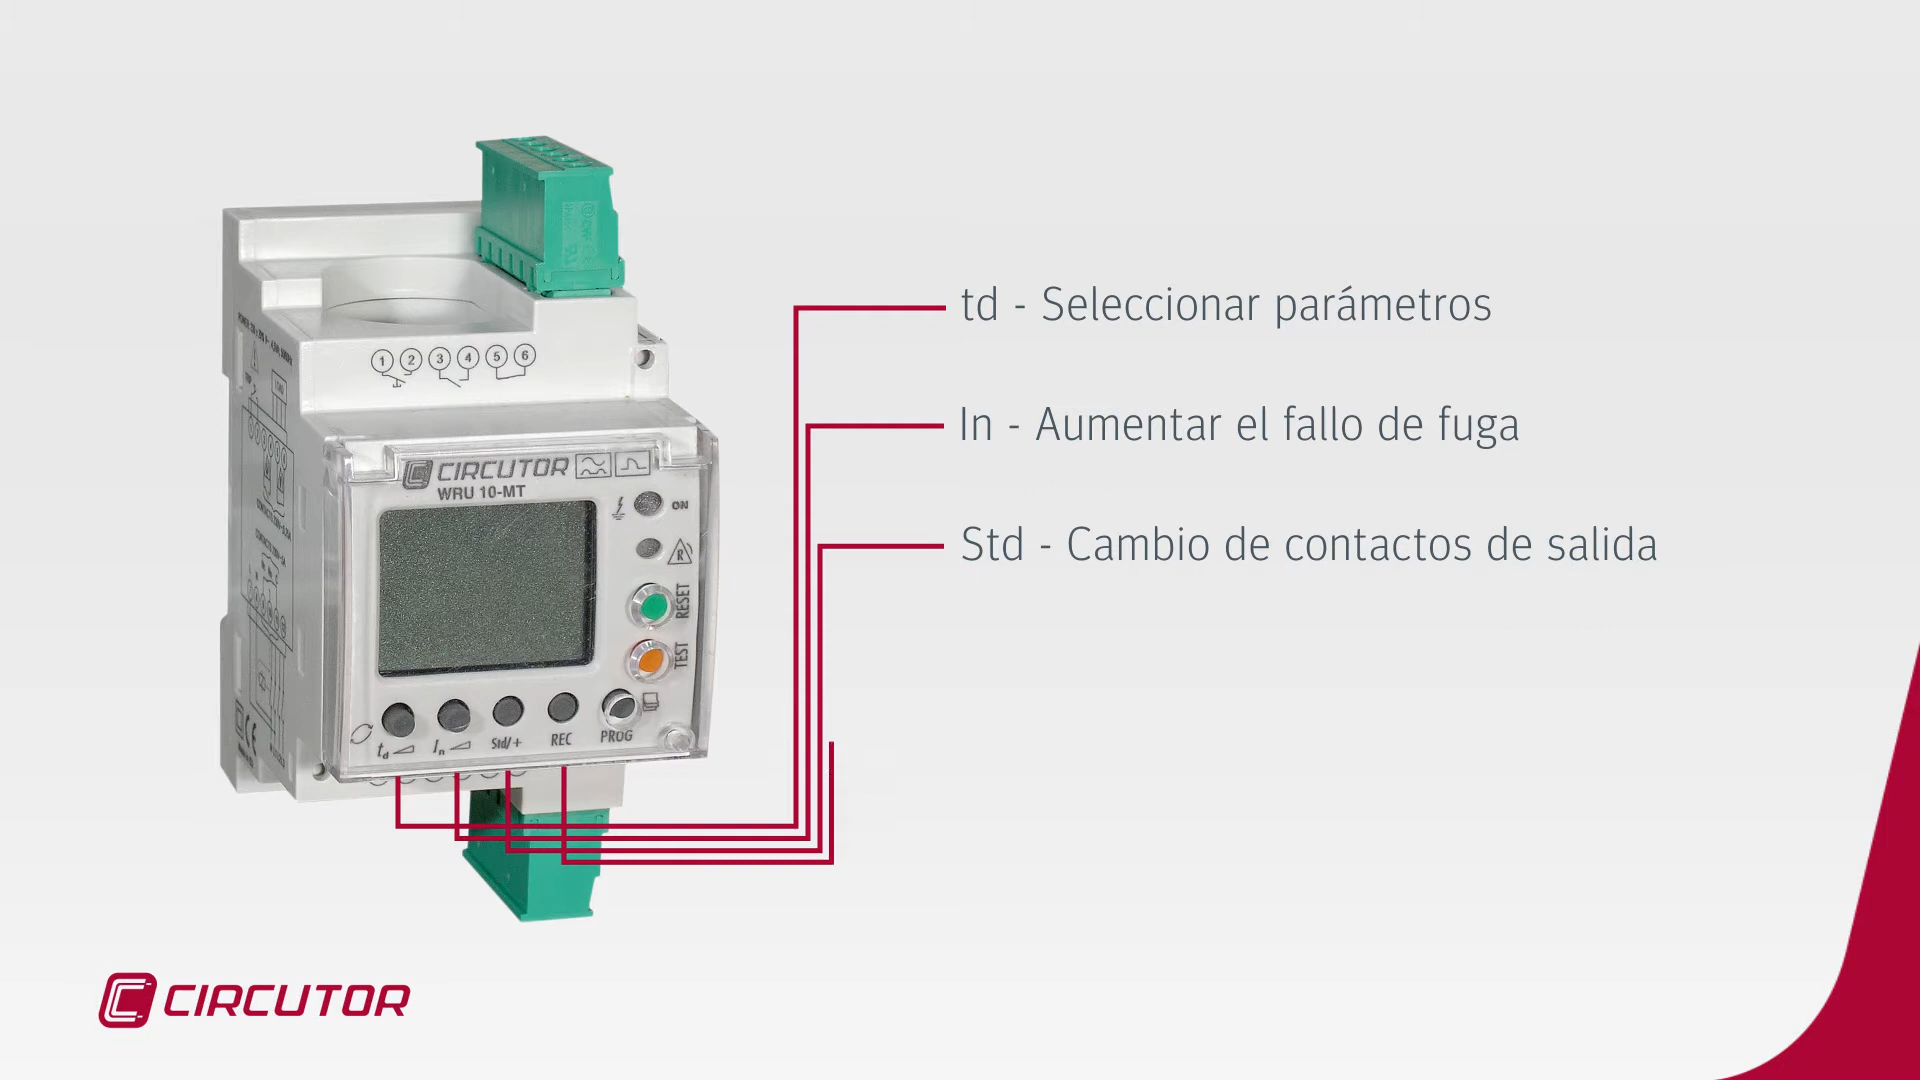 1 2 3 4 5 6
CIRCUTOR
WRU 10-MT
ON
R
RESET
TEST
td
In
Std/+
REC
PROG
CE
td - Seleccionar parámetros
In - Aumentar el fallo de fuga
Std - Cambio de contactos de salida
CIRCUTOR